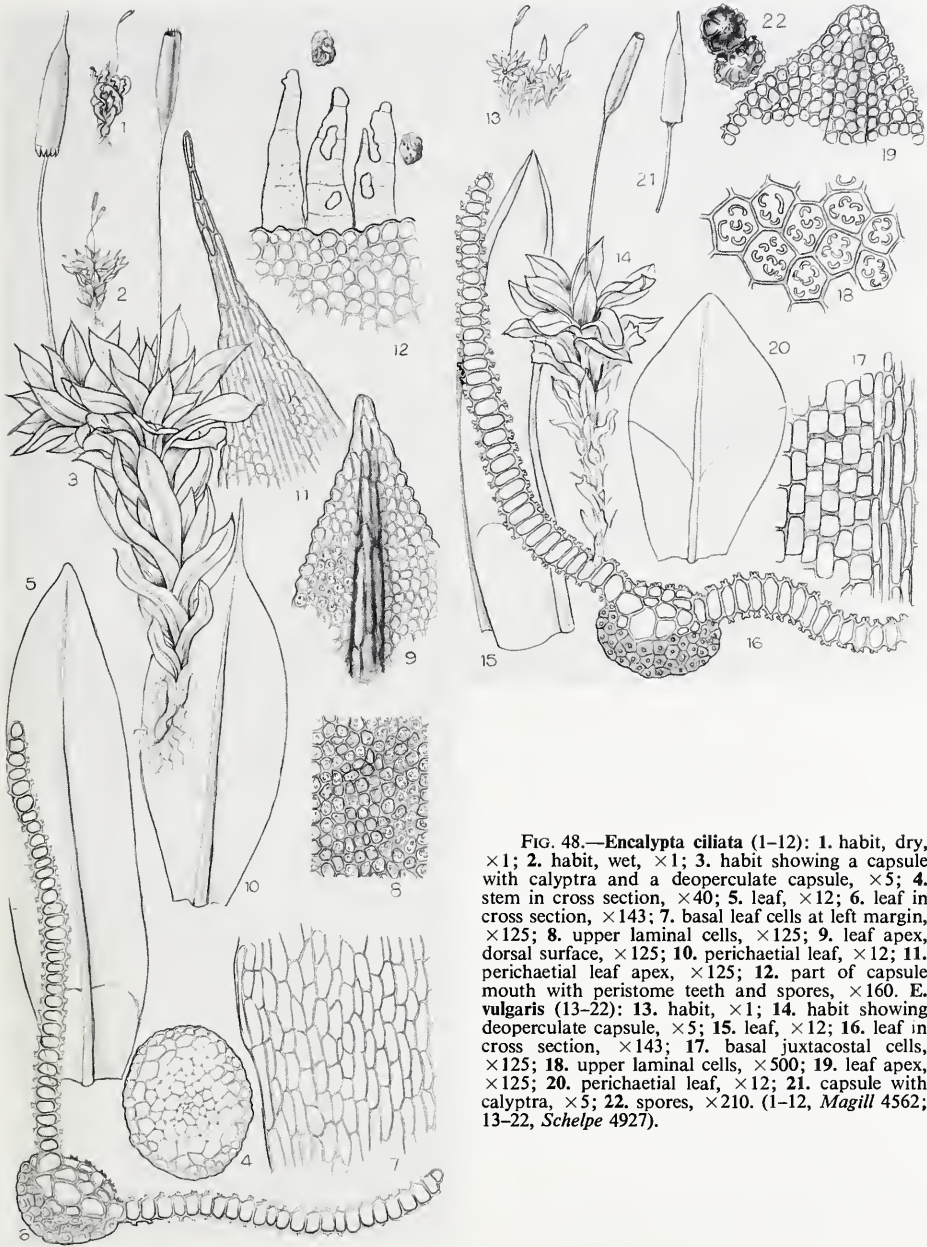 1
2
3
4
5
6
7
8
9
10
11
12
13
14
15
16
17
18
19
20
21
22
FIG. 48.—Encalypta ciliata (1–12): 1. habit, dry,
×1; 2. habit, wet, ×1; 3. habit showing a capsule
with calyptra and a deoperculate capsule, ×5; 4.
stem in cross section, ×40; 5. leaf, ×12; 6. leaf in
cross section, ×143; 7. basal leaf cells at left margin,
×125; 8. upper laminal cells, ×125; 9. leaf apex,
dorsal surface, ×125; 10. perichaetial leaf, ×12; 11.
perichaetial leaf apex, ×125; 12. part of capsule
mouth with peristome teeth and spores, ×160. E.
vulgaris (13–22): 13. habit, ×1; 14. habit showing
deoperculate capsule, ×5; 15. leaf, ×12; 16. leaf in
cross section, ×143; 17. basal juxtacostal cells,
×125; 18. upper laminal cells, ×500; 19. leaf apex,
×125; 20. perichaetial leaf, ×12; 21. capsule with
calyptra, ×5; 22. spores, ×210. (1–12, Magill 4562;
13–22, Schelpe 4927).